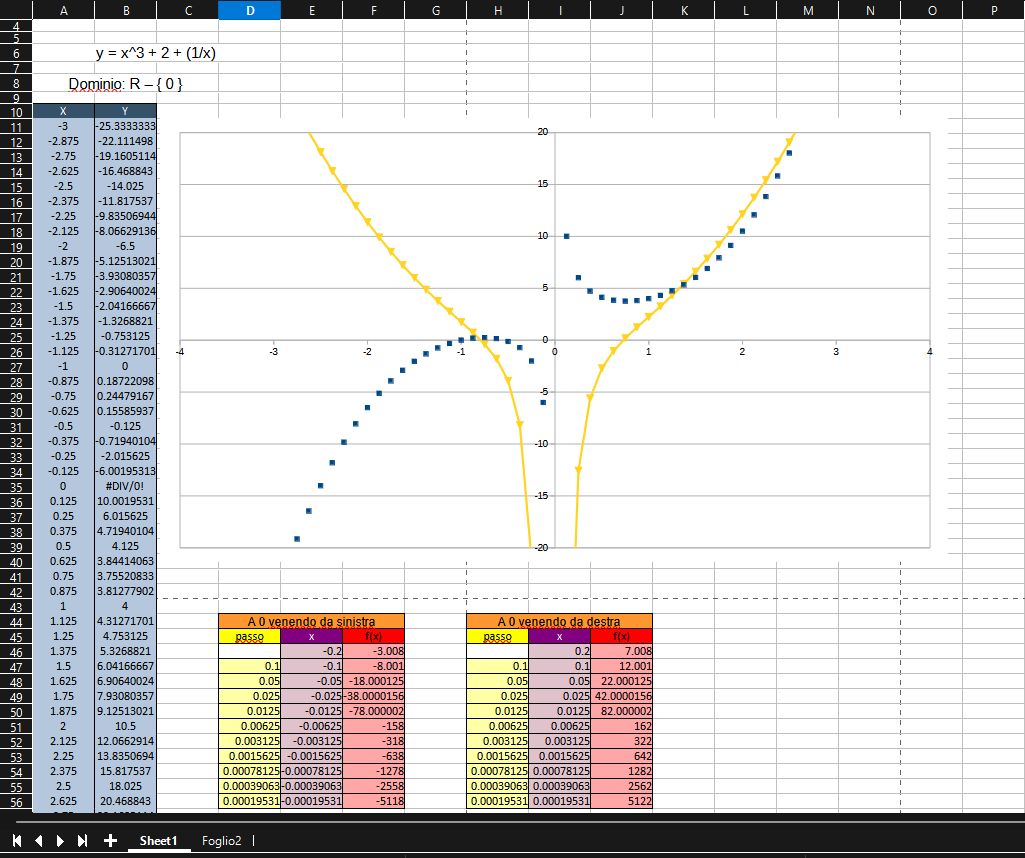 A B C D E F G H I J K L M N O P
4
5
6 y = x^3 + 2 + (1/x)
7
8 Dominio: R – { 0 }
9
10 X Y
11 -3 -25.3333333
12 -2.875 -22.111498
13 -2.75 -19.1605114
14 -2.625 -16.468843
15 -2.5 -14.025
16 -2.375 -11.817537
17 -2.25 -9.83506944
18 -2.125 -8.06629136
19 -2 -6.5
20 -1.875 -5.12513021
21 -1.75 -3.93080357
22 -1.625 -2.90640024
23 -1.5 -2.04166667
24 -1.375 -1.3268821
25 -1.25 -0.753125
26 -1.125 -0.31271701
27 -1 0
28 -0.875 0.18722098
29 -0.75 0.24479167
30 -0.625 0.15585937
31 -0.5 -0.125
32 -0.375 -0.71940104
33 -0.25 -2.015625
34 -0.125 -6.00195313
35 0 #DIV/0!
36 0.125 10.0019531
37 0.25 6.015625
38 0.375 4.71940104
39 0.5 4.125
40 0.625 3.84414063
41 0.75 3.75520833
42 0.875 3.81277902
43 1 4
44 1.125 4.31271701
45 1.25 4.753125
46 1.375 5.3268821
47 1.5 6.04166667
48 1.625 6.90640024
49 1.75 7.93080357
50 1.875 9.12513021
51 2 10.5
52 2.125 12.0662914
53 2.25 13.8350694
54 2.375 15.817537
55 2.5 18.025
56 2.625 20.468843
20
15
10
5
0
-4 -3 -2 -1 0 1 2 3 4
-5
-10
-15
-20
A 0 venendo da sinistra
passo x f(x)
-0.2 -3.008
0.1 -0.1 -8.001
0.05 -0.05 -18.000125
0.025 -0.025 -38.0000156
0.0125 -0.0125 -78.000002
0.00625 -0.00625 -158
0.003125 -0.003125 -318
0.0015625 -0.0015625 -638
0.00078125 -0.00078125 -1278
0.00039063 -0.00039063 -2558
0.00019531 -0.00019531 -5118
A 0 venendo da destra
passo x f(x)
0.2 7.008
0.1 0.1 12.001
0.05 0.05 22.000125
0.025 0.025 42.0000156
0.0125 0.0125 82.000002
0.00625 0.00625 162
0.003125 0.003125 322
0.0015625 0.0015625 642
0.00078125 0.00078125 1282
0.00039063 0.00039063 2562
0.00019531 0.00019531 5122
Sheet1 Foglio2